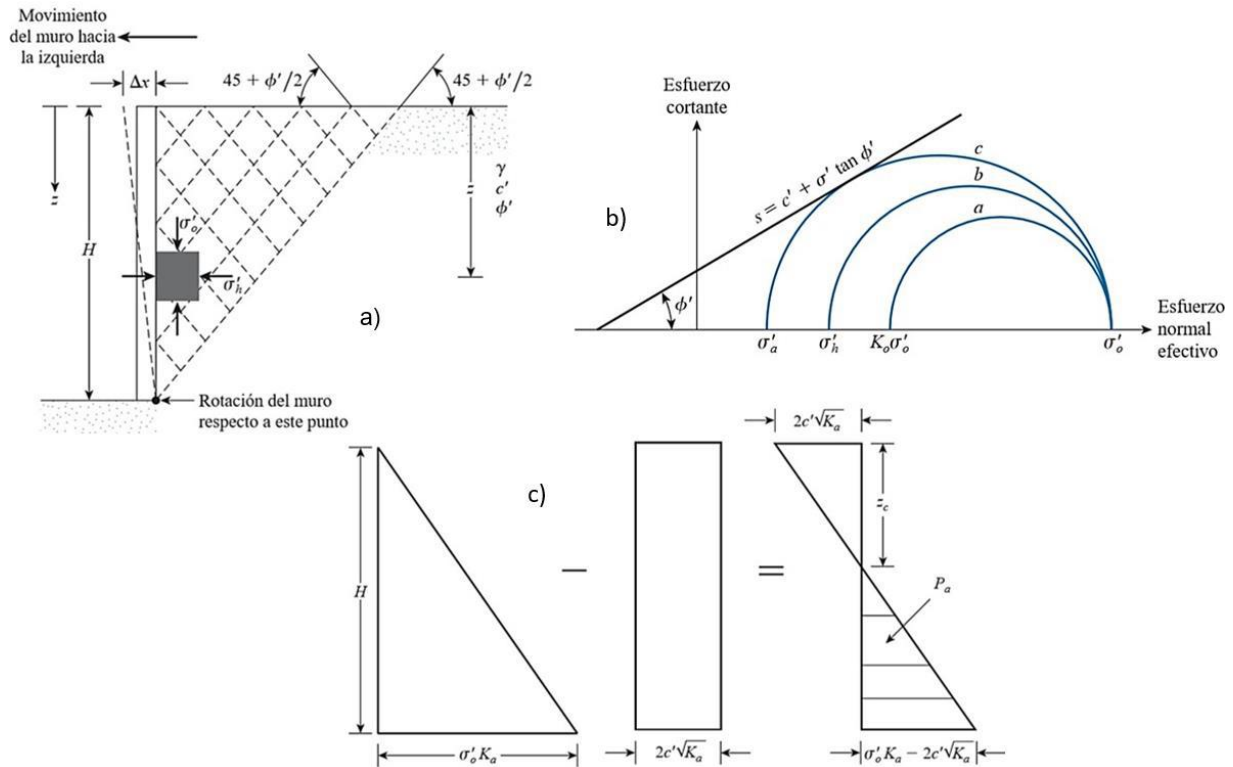 Movimiento
del muro hacia
la izquierda
Δx
45 + ϕ′/2
45 + ϕ′/2
z
H
σ′o
σ′h
z
γ
c′
ϕ′
a)
Rotación del muro
respecto a este punto
Esfuerzo
cortante
b)
s = c′ + σ′ tan ϕ′
c
b
a
ϕ′
σ′a
σ′h
Koσ′o
σ′o
Esfuerzo
normal
efectivo
c)
H
σ′oKa
−
2c′√Ka
=
2c′√Ka
zc
Pa
σ′oKa − 2c′√Ka